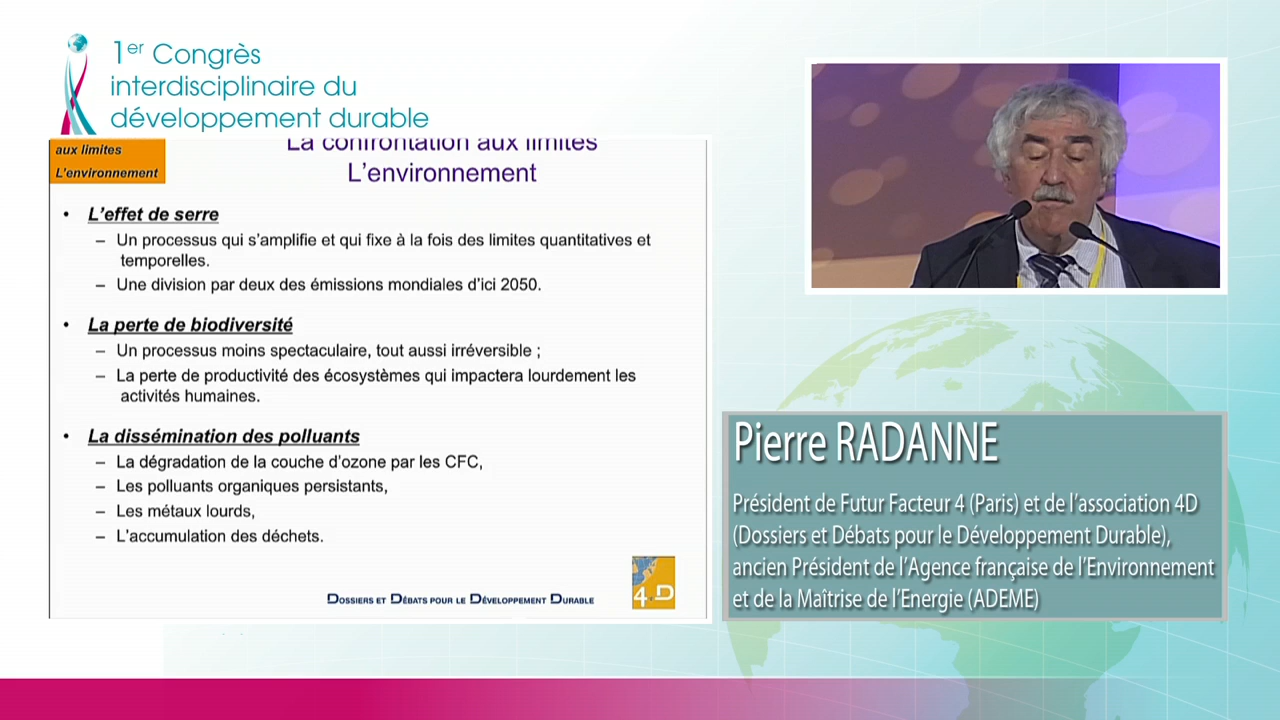 1er Congrès
interdisciplinaire du
développement durable
aux limites
L'environnement
La confrontation aux limites
L'environnement
• L'effet de serre
– Un processus qui s'amplifie et qui fixe à la fois des limites quantitatives et
temporelles.
– Une division par deux des émissions mondiales d'ici 2050.
• La perte de biodiversité
– Un processus moins spectaculaire, tout aussi irréversible ;
– La perte de productivité des écosystèmes qui impactera lourdement les
activités humaines.
• La dissémination des polluants
– La dégradation de la couche d'ozone par les CFC,
– Les polluants organiques persistants,
– Les métaux lourds,
– L'accumulation des déchets.
DOSSIERS ET DÉBATS POUR LE DÉVELOPPEMENT DURABLE
4.D
Pierre RADANNE
Président de Futur Facteur 4 (Paris) et de l'association 4D
(Dossiers et Débats pour le Développement Durable),
ancien Président de l'Agence française de l'Environnement
et de la Maîtrise de l'Energie (ADEME)